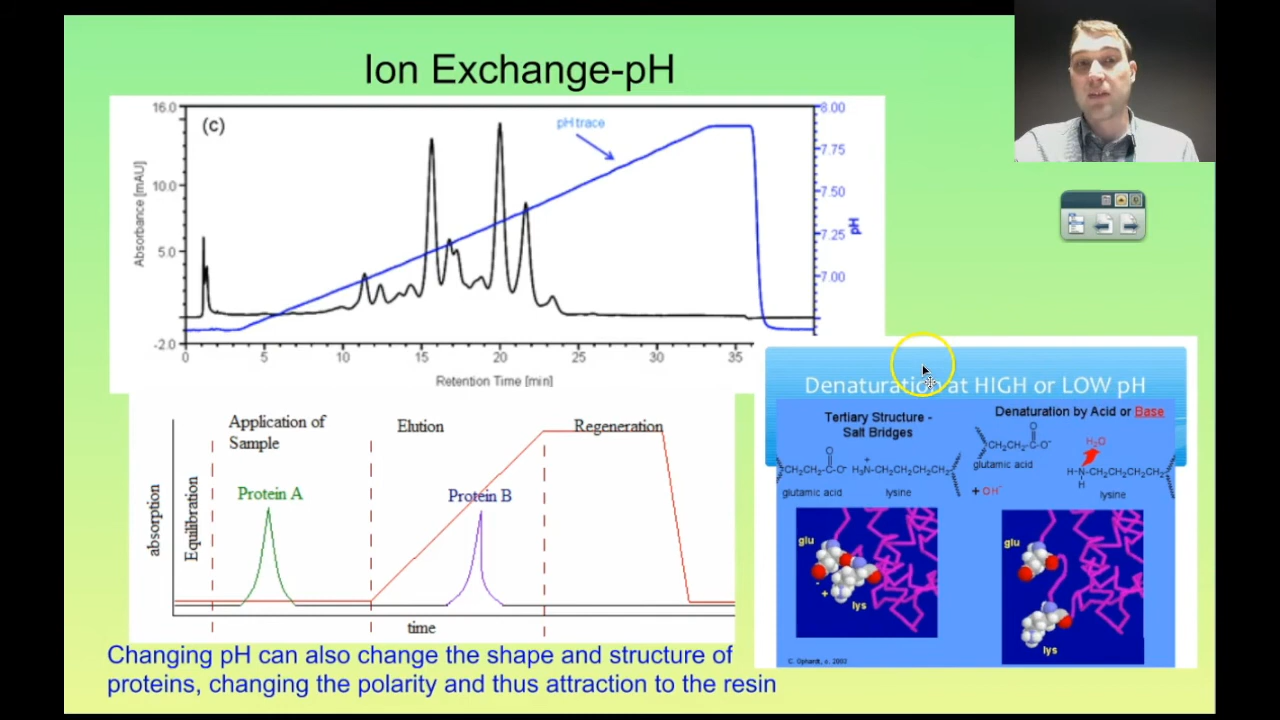 Ion Exchange-pH
16.0
10.0
5.0
-2.0
Absorbance [mAU]
(c)
pH trace
8.00
7.75
7.50
7.25
7.00
pH
0
5
10
15
20
25
30
35
Retention Time [min]
Application of
Sample
Elution
Regeneration
absorption
Equilibration
Protein A
Protein B
time
Denaturation at HIGH or LOW pH
Tertiary Structure -
Salt Bridges
O
CH₂CH₂-C-O⁻ H₃N-CH₂CH₂CH₂CH₂
+
glutamic acid
lysine
Denaturation by Acid or Base
O
CH₂CH₂-C-O⁻
glutamic acid
+ OH⁻
H₂O
H-N-CH₂CH₂CH₂CH₂
H
lysine
glu
-
+
lys
glu
lys
C. Ophardt, c. 2003
Changing pH can also change the shape and structure of
proteins, changing the polarity and thus attraction to the resin